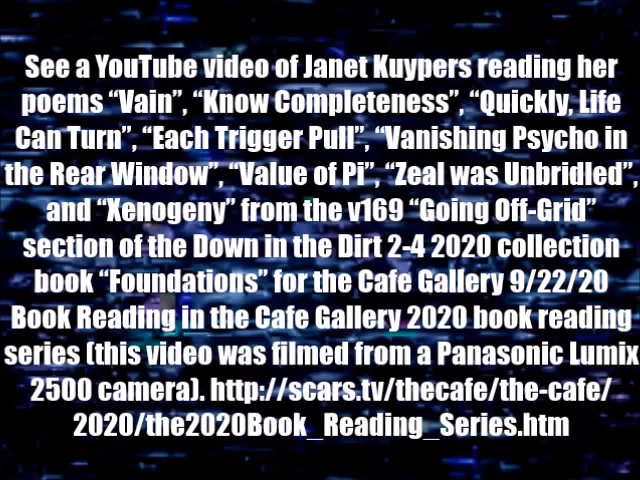 See a YouTube video of Janet Kuypers reading her
poems “Vain”, “Know Completeness”, “Quickly, Life
Can Turn”, “Each Trigger Pull”, “Vanishing Psycho in
the Rear Window”, “Value of Pi”, “Zeal was Unbridled”,
and “Xenogeny” from the v169 “Going Off-Grid”
section of the Down in the Dirt 2-4 2020 collection
book “Foundations” for the Cafe Gallery 9/22/20
Book Reading in the Cafe Gallery 2020 book reading
series (this video was filmed from a Panasonic Lumix
2500 camera). http://scars.tv/thecafe/the-cafe/
2020/the2020Book_Reading_Series.htm